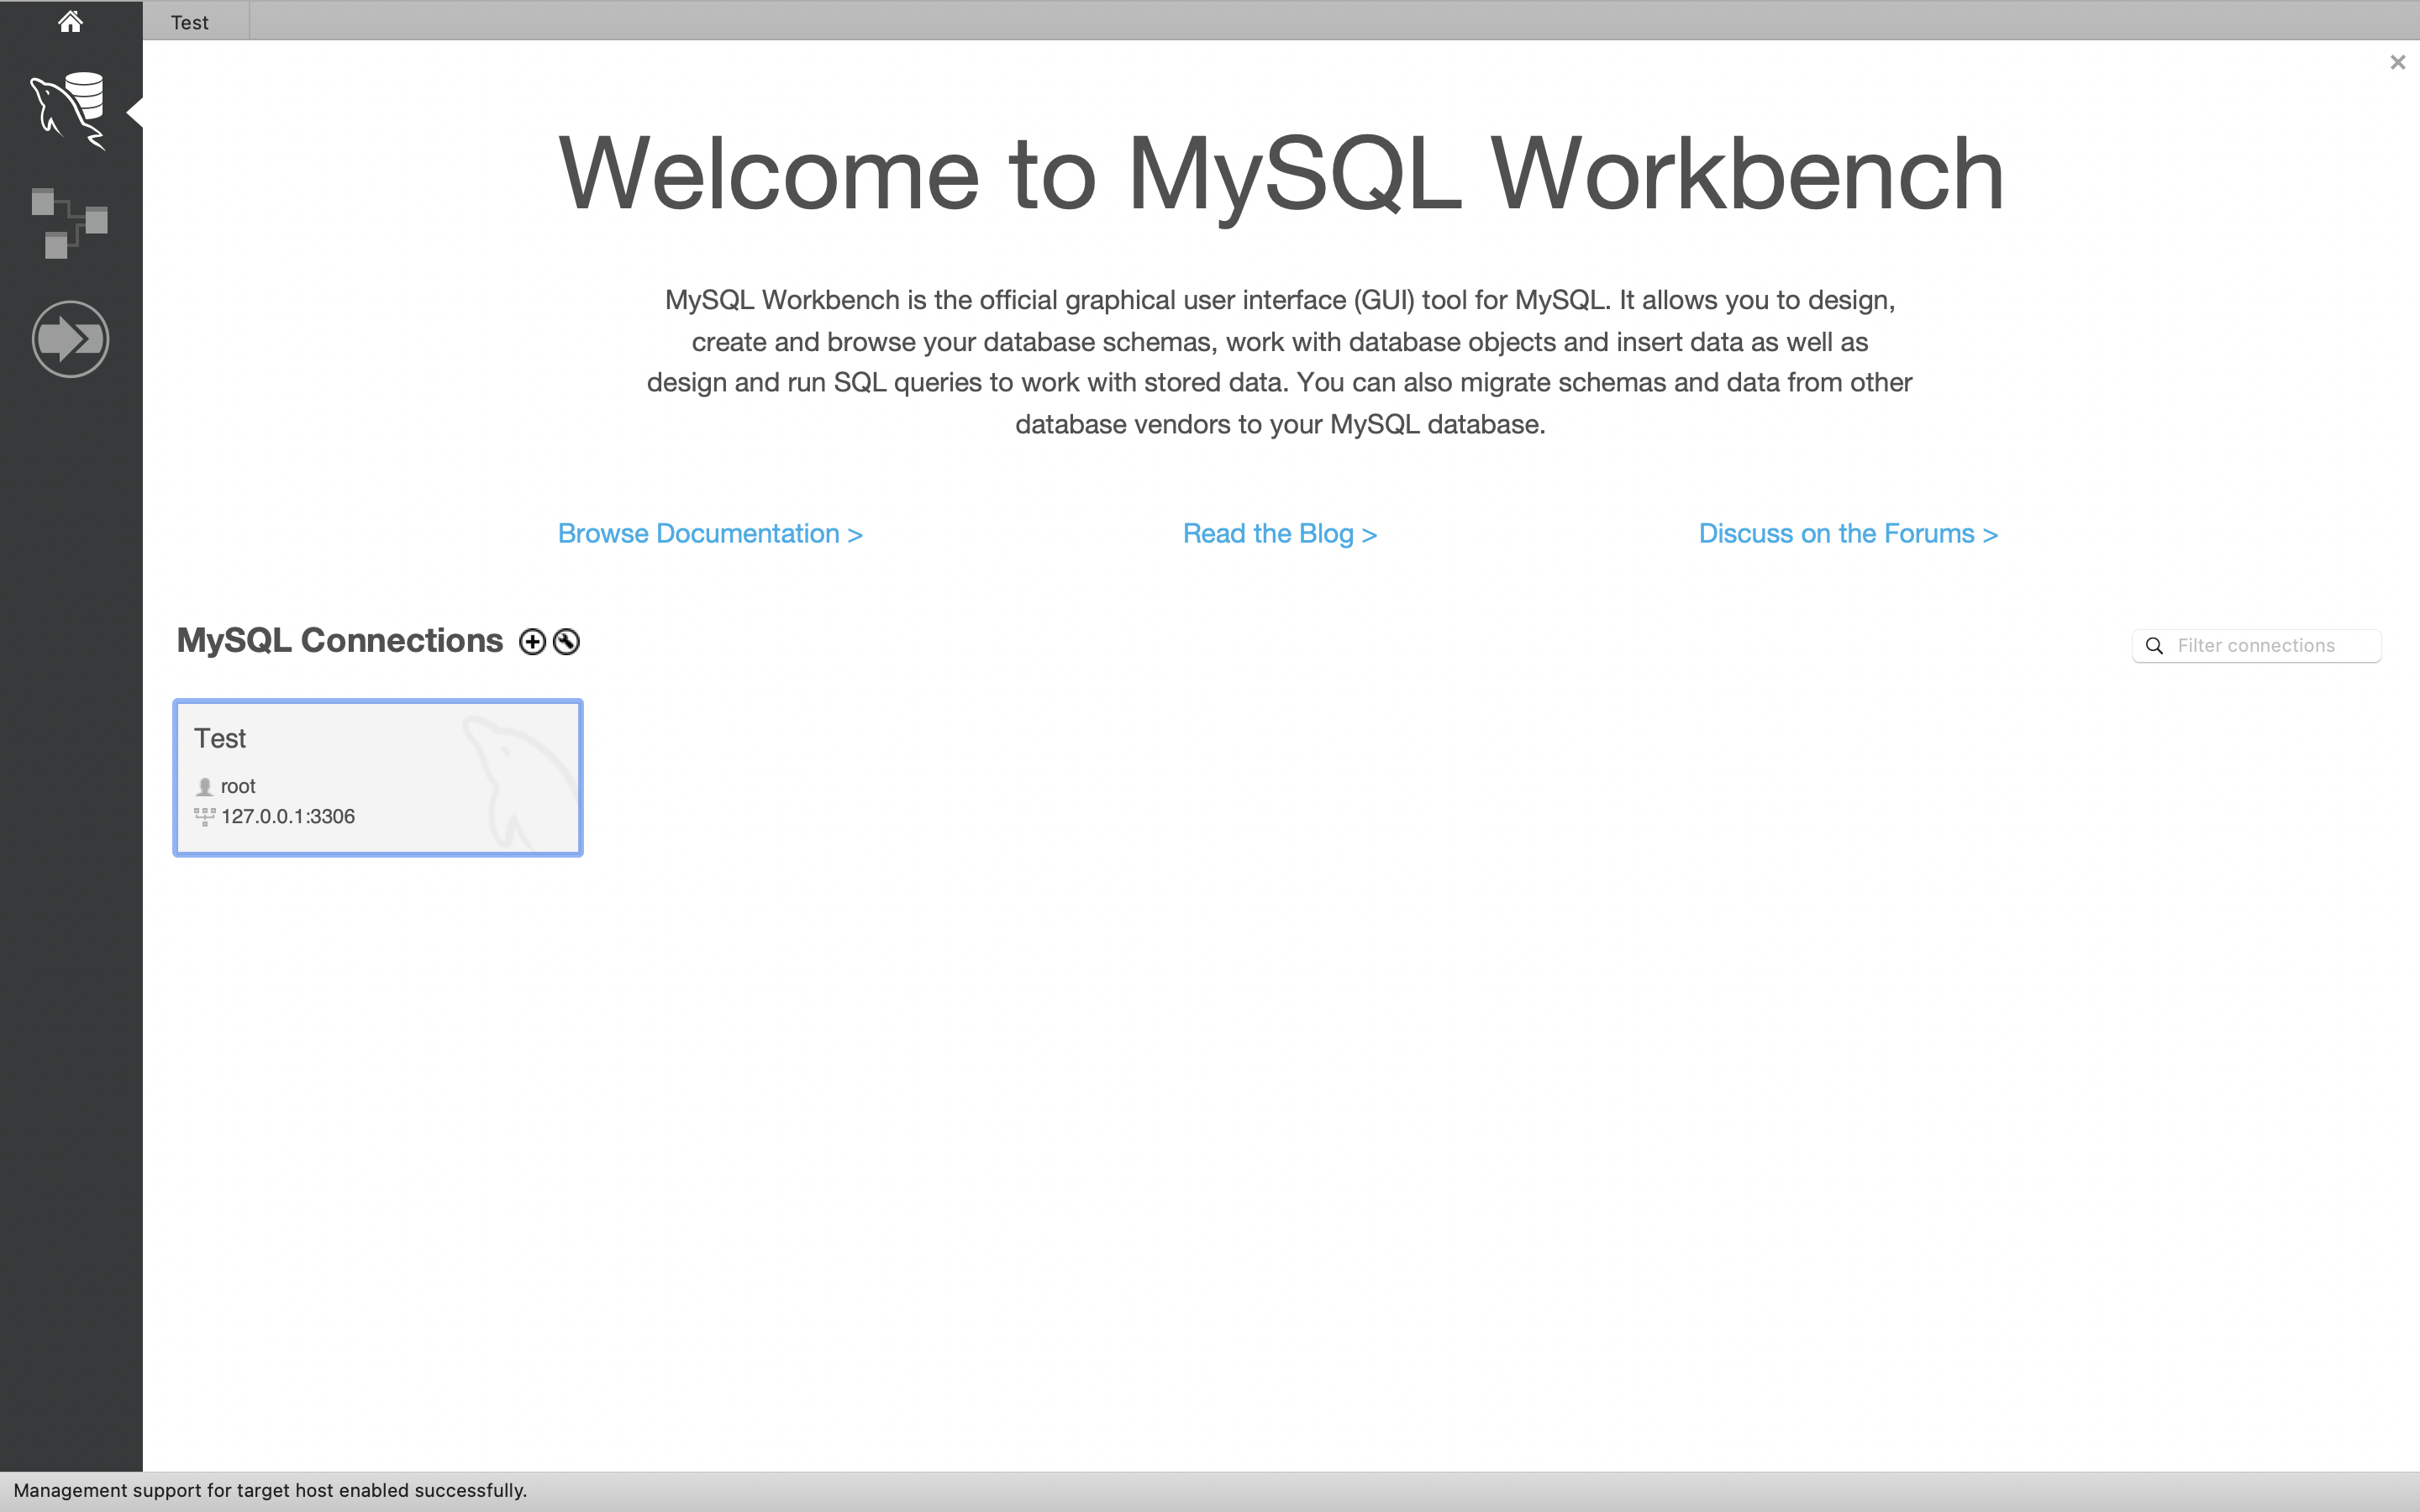 Test
Welcome to MySQL Workbench
MySQL Workbench is the official graphical user interface (GUI) tool for MySQL. It allows you to design,
create and browse your database schemas, work with database objects and insert data as well as
design and run SQL queries to work with stored data. You can also migrate schemas and data from other
database vendors to your MySQL database.
Browse Documentation >
Read the Blog >
Discuss on the Forums >
MySQL Connections
Filter connections
Test
root
127.0.0.1:3306
Management support for target host enabled successfully.